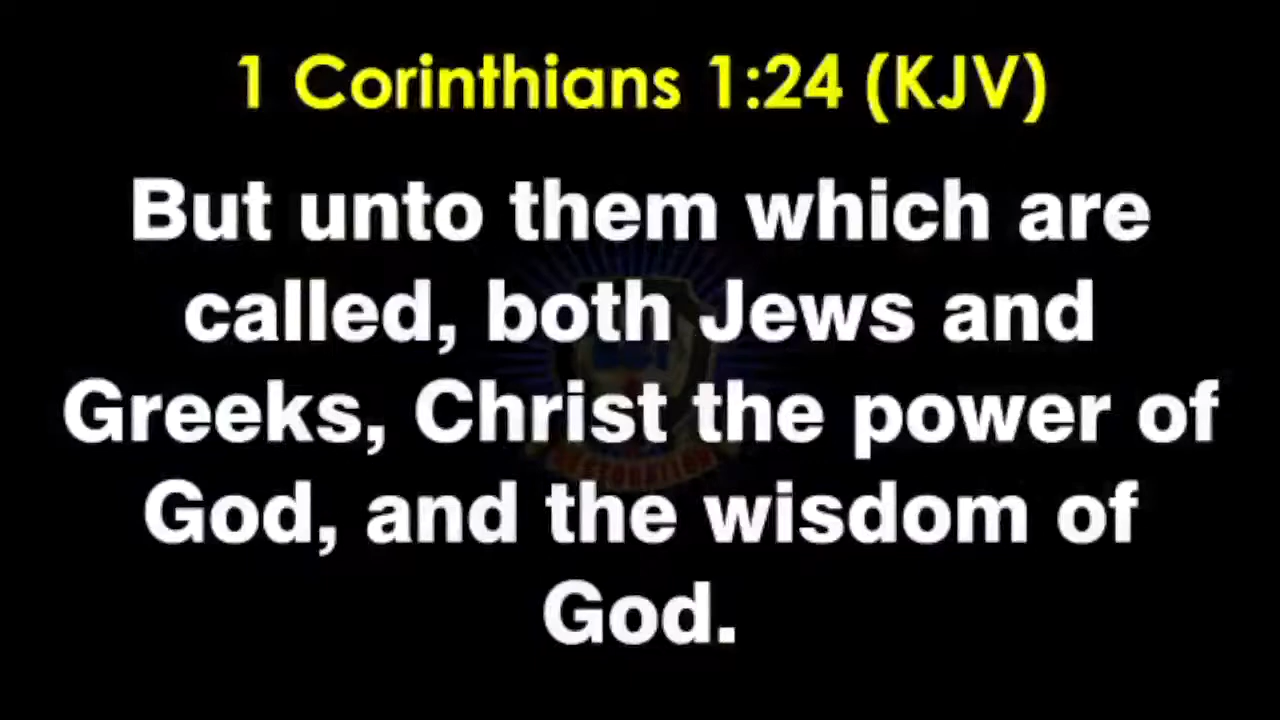 1 Corinthians 1:24 (KJV)
But unto them which are
called, both Jews and
Greeks, Christ the power of
God, and the wisdom of
God.